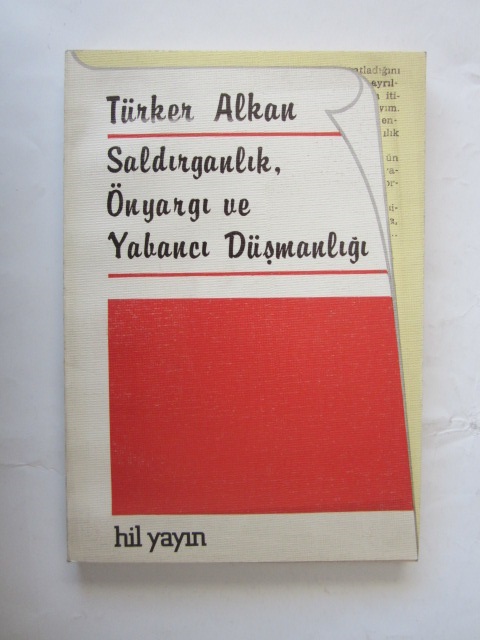 Türker Alkan
Saldırganlık,
Önyargı ve
Yabancı Düşmanlığı
hil yayın